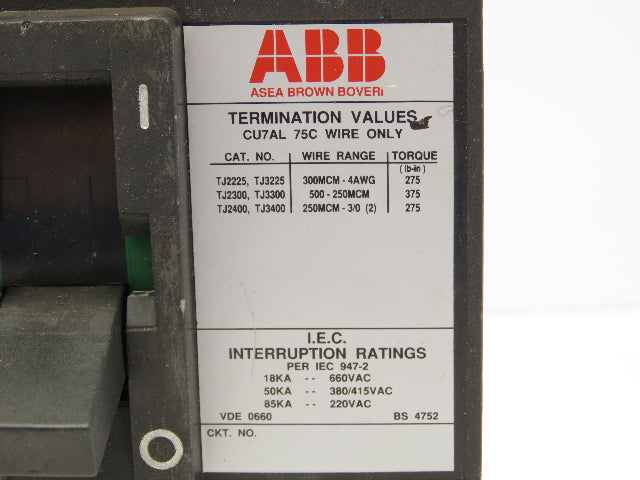 ABB
ASEA BROWN BOVERI
TERMINATION VALUES
CU7AL 75C WIRE ONLY
CAT. NO. WIRE RANGE TORQUE
(lb-in)
TJ2225, TJ3225 300MCM - 4AWG 275
TJ2300, TJ3300 500 - 250MCM 375
TJ2400, TJ3400 250MCM - 3/0 (2) 275
I.E.C.
INTERRUPTION RATINGS
PER IEC 947-2
18KA -- 660VAC
50KA -- 380/415VAC
85KA -- 220VAC
VDE 0660 BS 4752
CKT. NO.